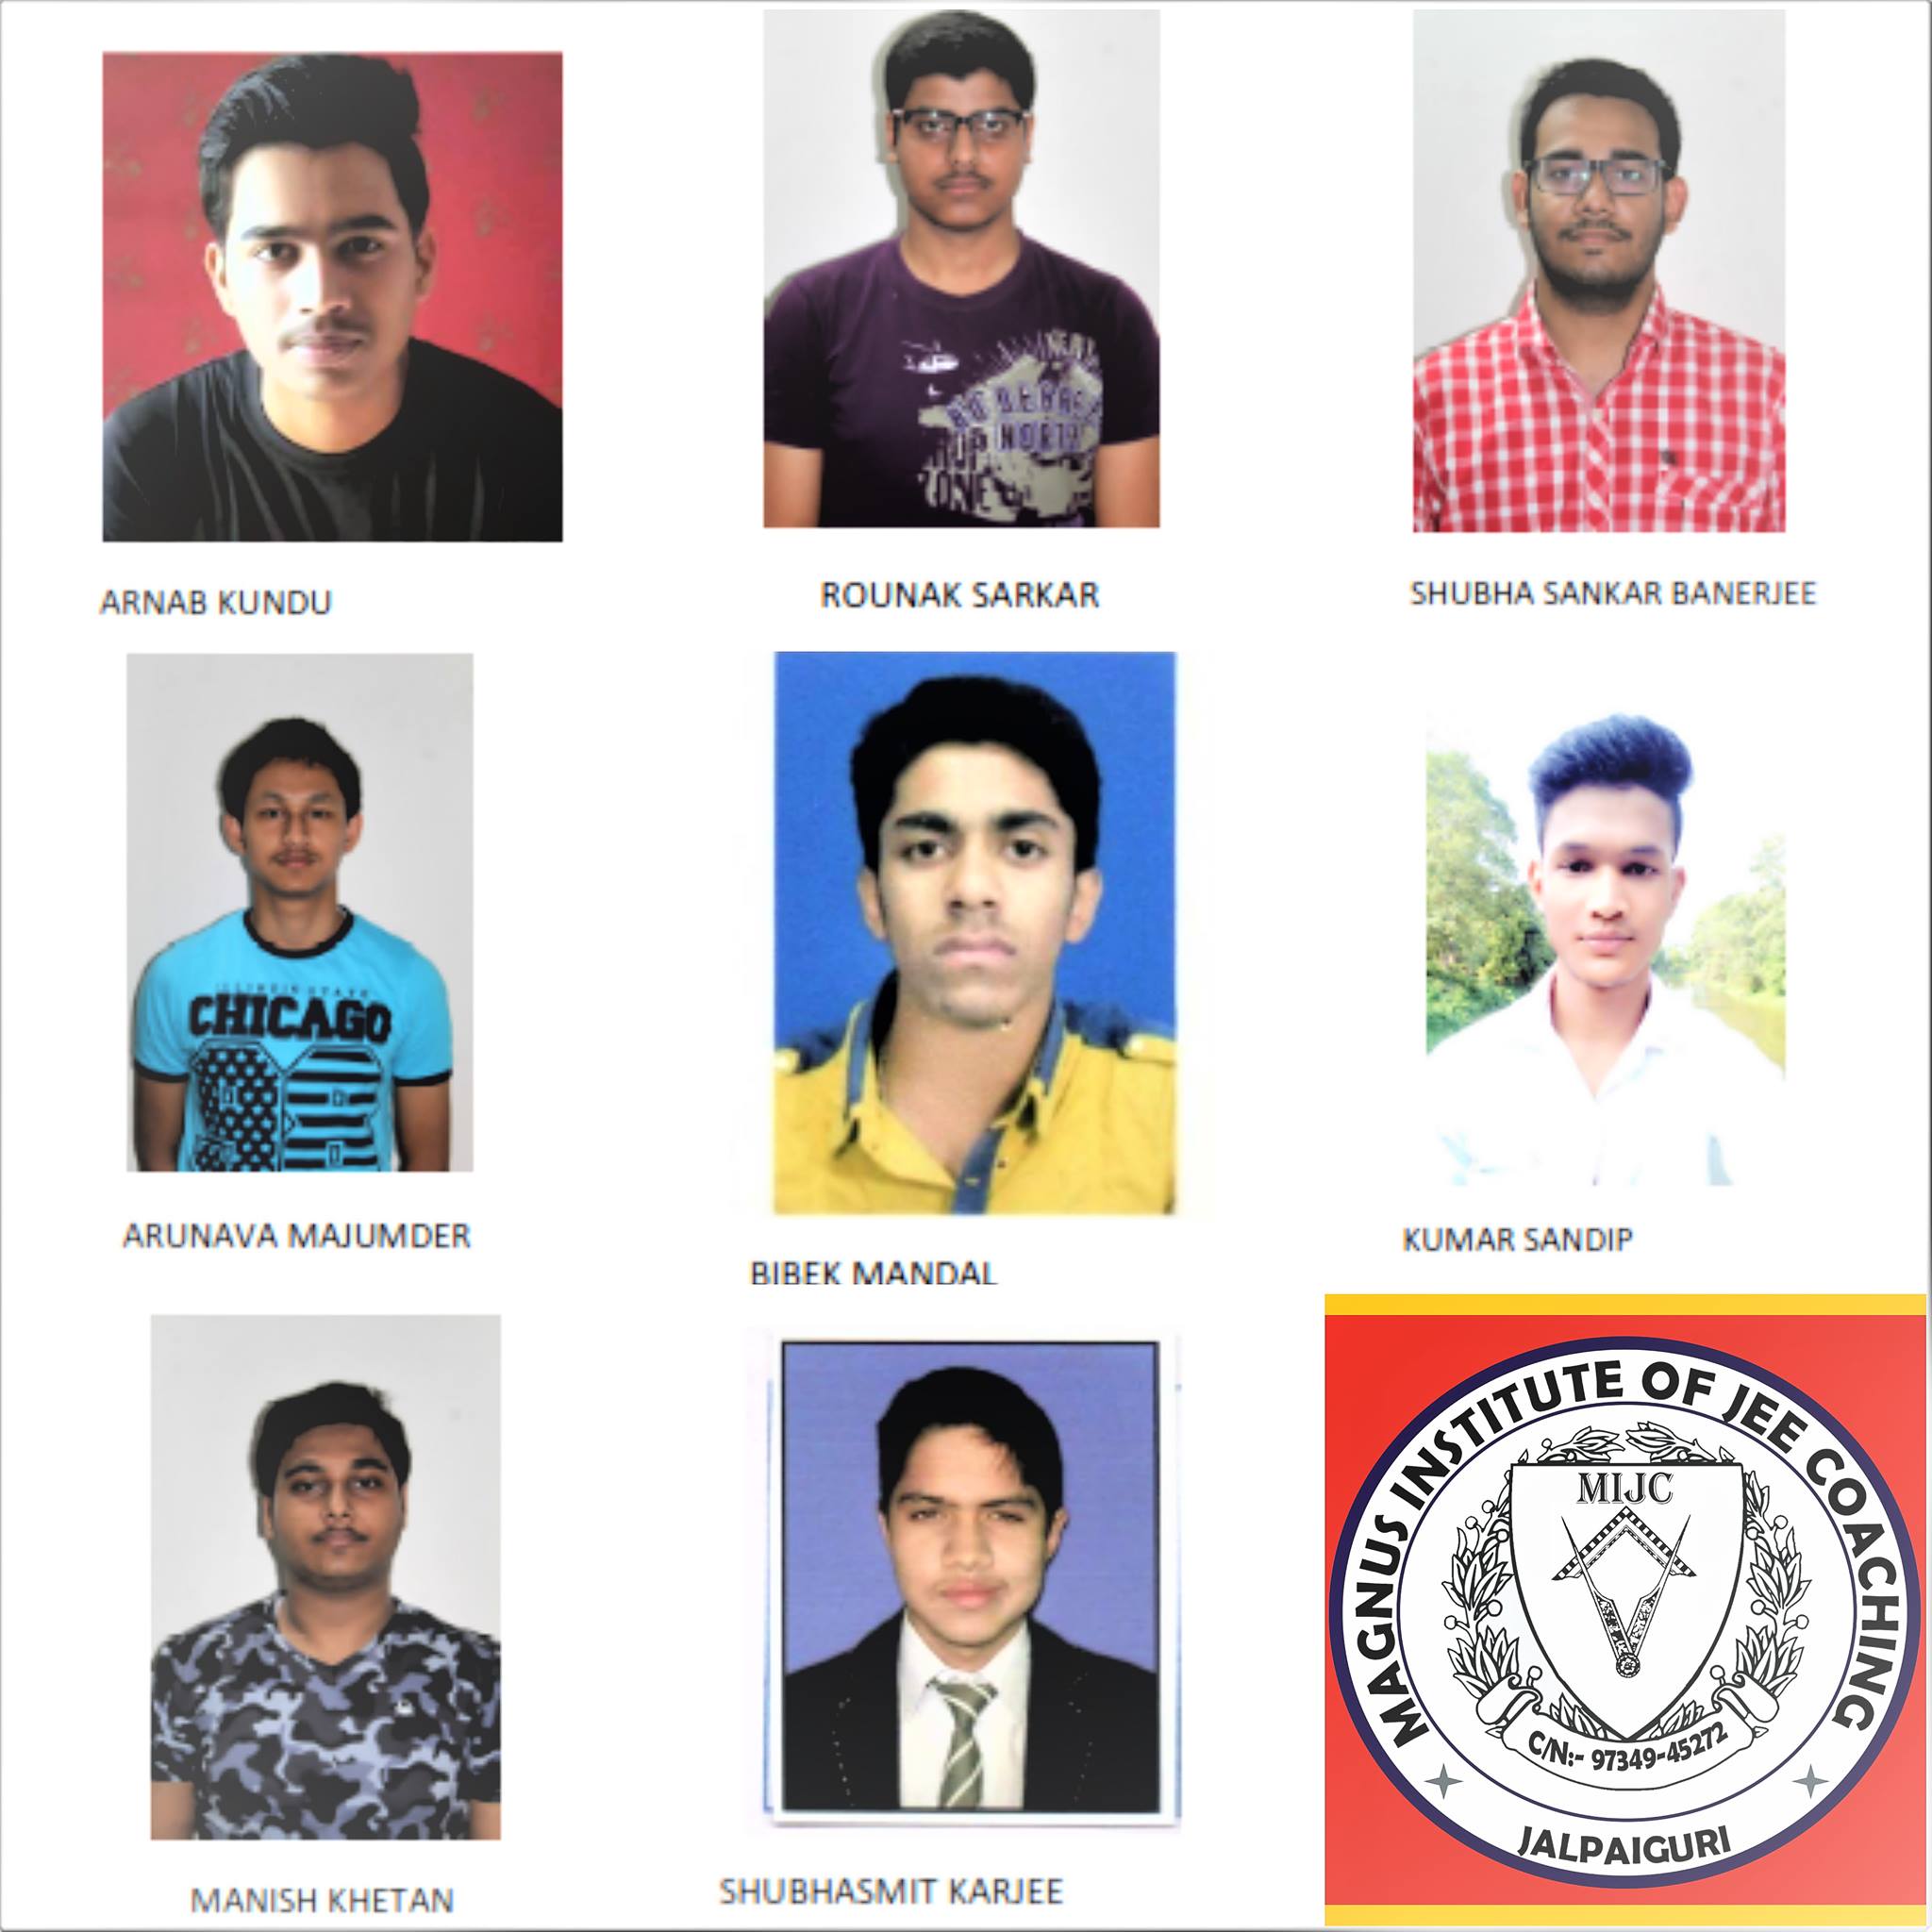 ARNAB KUNDU
ROUNAK SARKAR
SHUBHA SANKAR BANERJEE
CHICAGO
ARUNAVA MAJUMDER
BIBEK MANDAL
KUMAR SANDIP
MANISH KHETAN
SHUBHASMIT KARJEE
MAGNUS INSTITUTE OF JEE COACHING
MIJC
C/N:- 97349-45272
JALPAIGURI